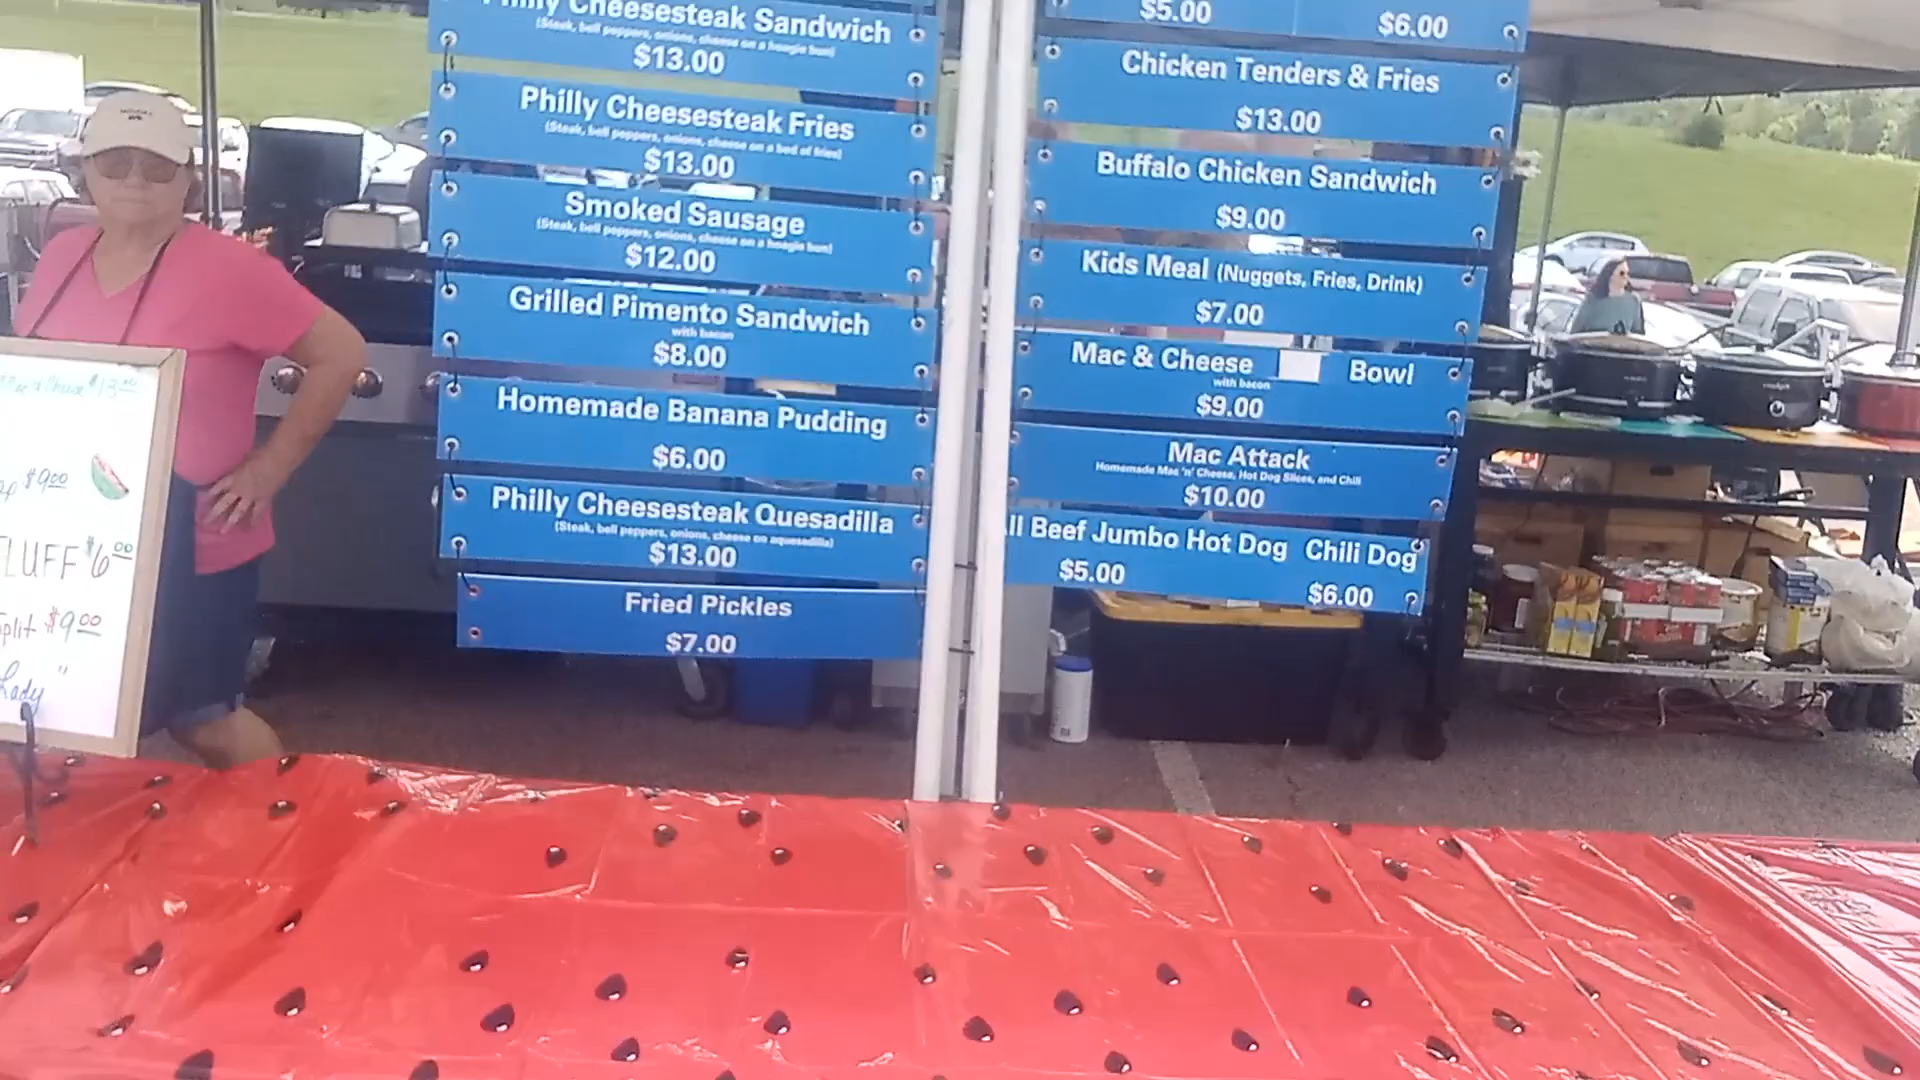 Philly Cheesesteak Sandwich
(Steak, bell peppers, onions, cheese on a hoagie bun)
$13.00
Philly Cheesesteak Fries
(Steak, bell peppers, onions, cheese on a bed of fries)
$13.00
Smoked Sausage
(Steak, bell peppers, onions, cheese on a hoagie bun)
$12.00
Grilled Pimento Sandwich
with bacon
$8.00
Homemade Banana Pudding
$6.00
Philly Cheesesteak Quesadilla
(Steak, bell peppers, onions, cheese on aquesadilla)
$13.00
Fried Pickles
$7.00
$5.00
$6.00
Chicken Tenders & Fries
$13.00
Buffalo Chicken Sandwich
$9.00
Kids Meal (Nuggets, Fries, Drink)
$7.00
Mac & Cheese Bowl
with bacon
$9.00
Mac Attack
Homemade Mac 'n' Cheese, Hot Dog Slices, and Chili
$10.00
ll Beef Jumbo Hot Dog Chili Dog
$5.00
$6.00
$13.00
$9.00
LUFF $6.00
plit $9.00
Lady"